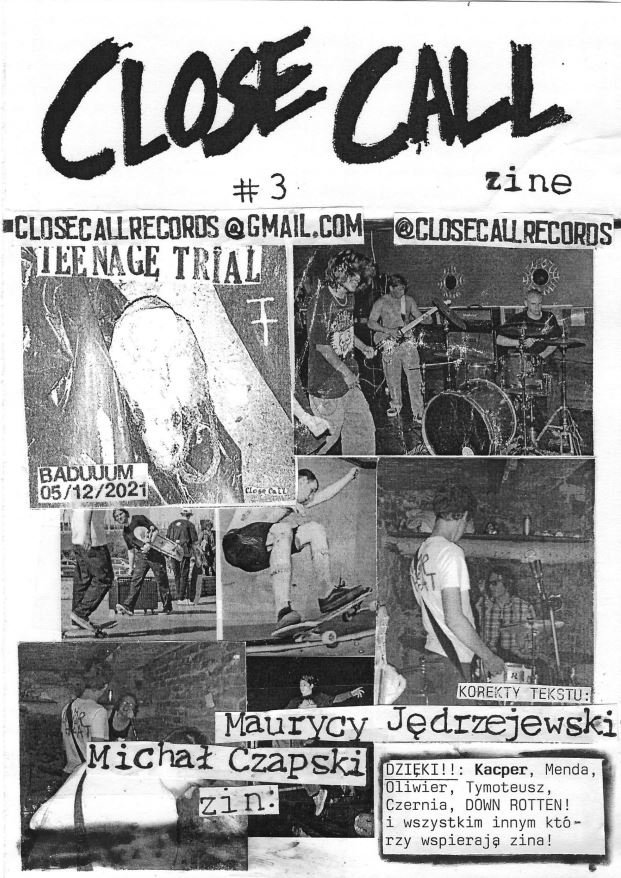 CLOSE CALL
#3 zine
CLOSECALLRECORDS@GMAIL.COM
@CLOSECALLRECORDS
TEENAGE TRIAL
BADUUUM
05/12/2021
Close Call
KOREKTY TEKSTU:
Maurycy Jędrzejewski
Michał Czapski
zin:
DZIĘKI!!: Kacper, Menda,
Oliwier, Tymoteusz,
Czernia, DOWN ROTTEN!
i wszystkim innym któ-
rzy wspierają zina!